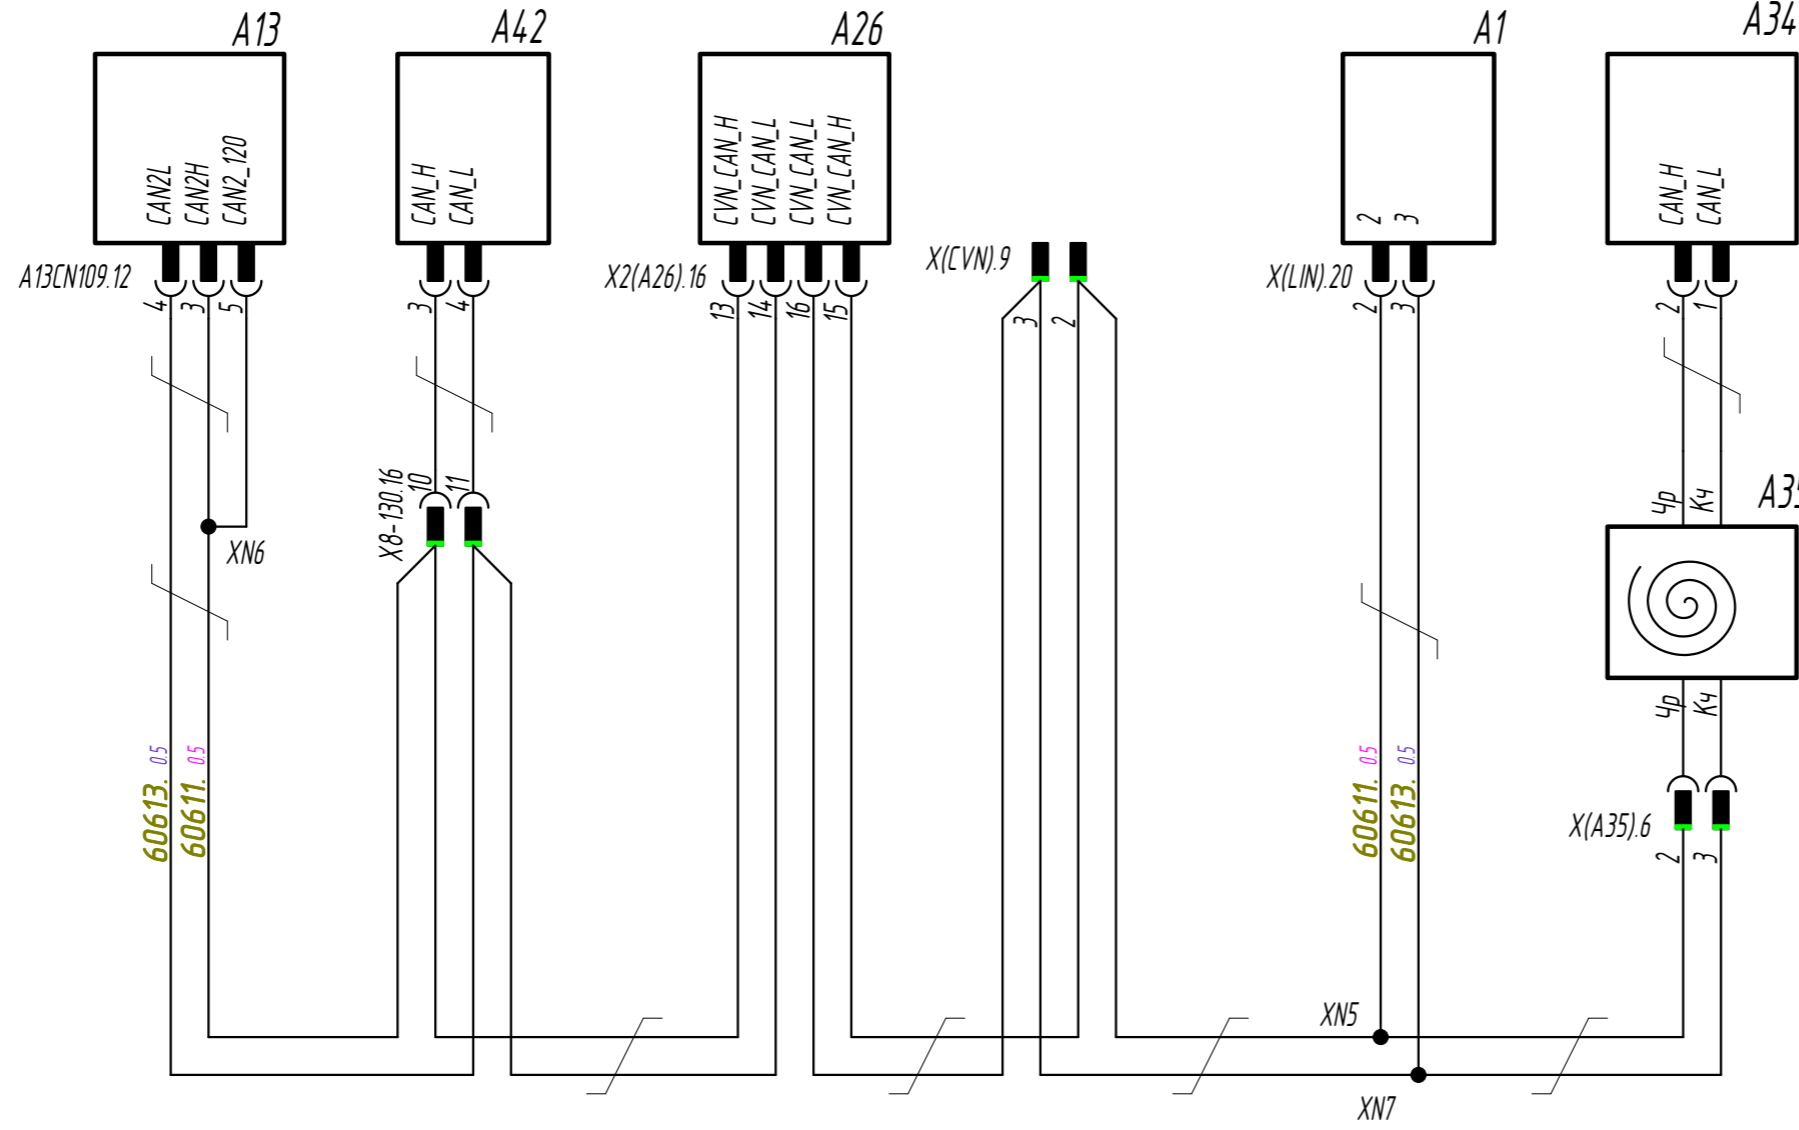 A13
A42
A26
A1
A34
CAN2L
CAN2H
CAN2_120
CAN_H
CAN_L
CVN_CAN_H
CVN_CAN_L
CVN_CAN_L
CVN_CAN_H
2
3
CAN_H
CAN_L
A13CN109.12
X2(A26).16
X(CVN).9
X(LIN).20
4
3
5
3
4
13
14
16
15
3
2
2
3
2
1
X8-130.16
10
11
Чр
Кч
XN6
Чр
Кч
60613. 0.5
60611. 0.5
60611. 0.5
60613. 0.5
X(A35).6
2
3
XN5
XN7